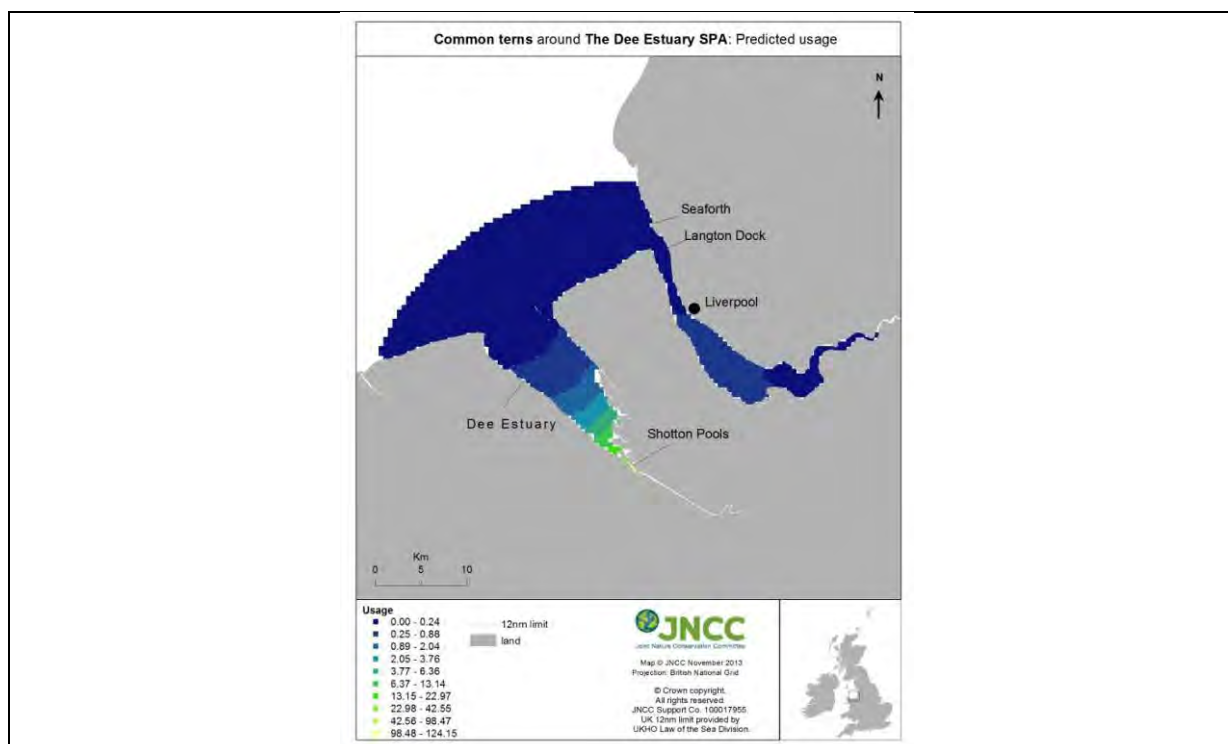 Common terns around The Dee Estuary SPA: Predicted usage
N
Seaforth
Langton Dock
Liverpool
Dee Estuary
Shotton Pools
Km
0 5 10
Usage
0.00 - 0.24
0.25 - 0.88
0.89 - 2.04
2.05 - 3.76
3.77 - 6.36
6.37 - 13.14
13.15 - 22.97
22.98 - 42.55
42.56 - 98.47
98.48 - 124.15
12nm limit
land
JNCC
Joint Nature Conservation Committee
Map © JNCC November 2013
Projection: British National Grid
© Crown copyright.
All rights reserved.
JNCC Support Co. 100017955
UK 12nm limit provided by
UKHO Law of the Sea Division.